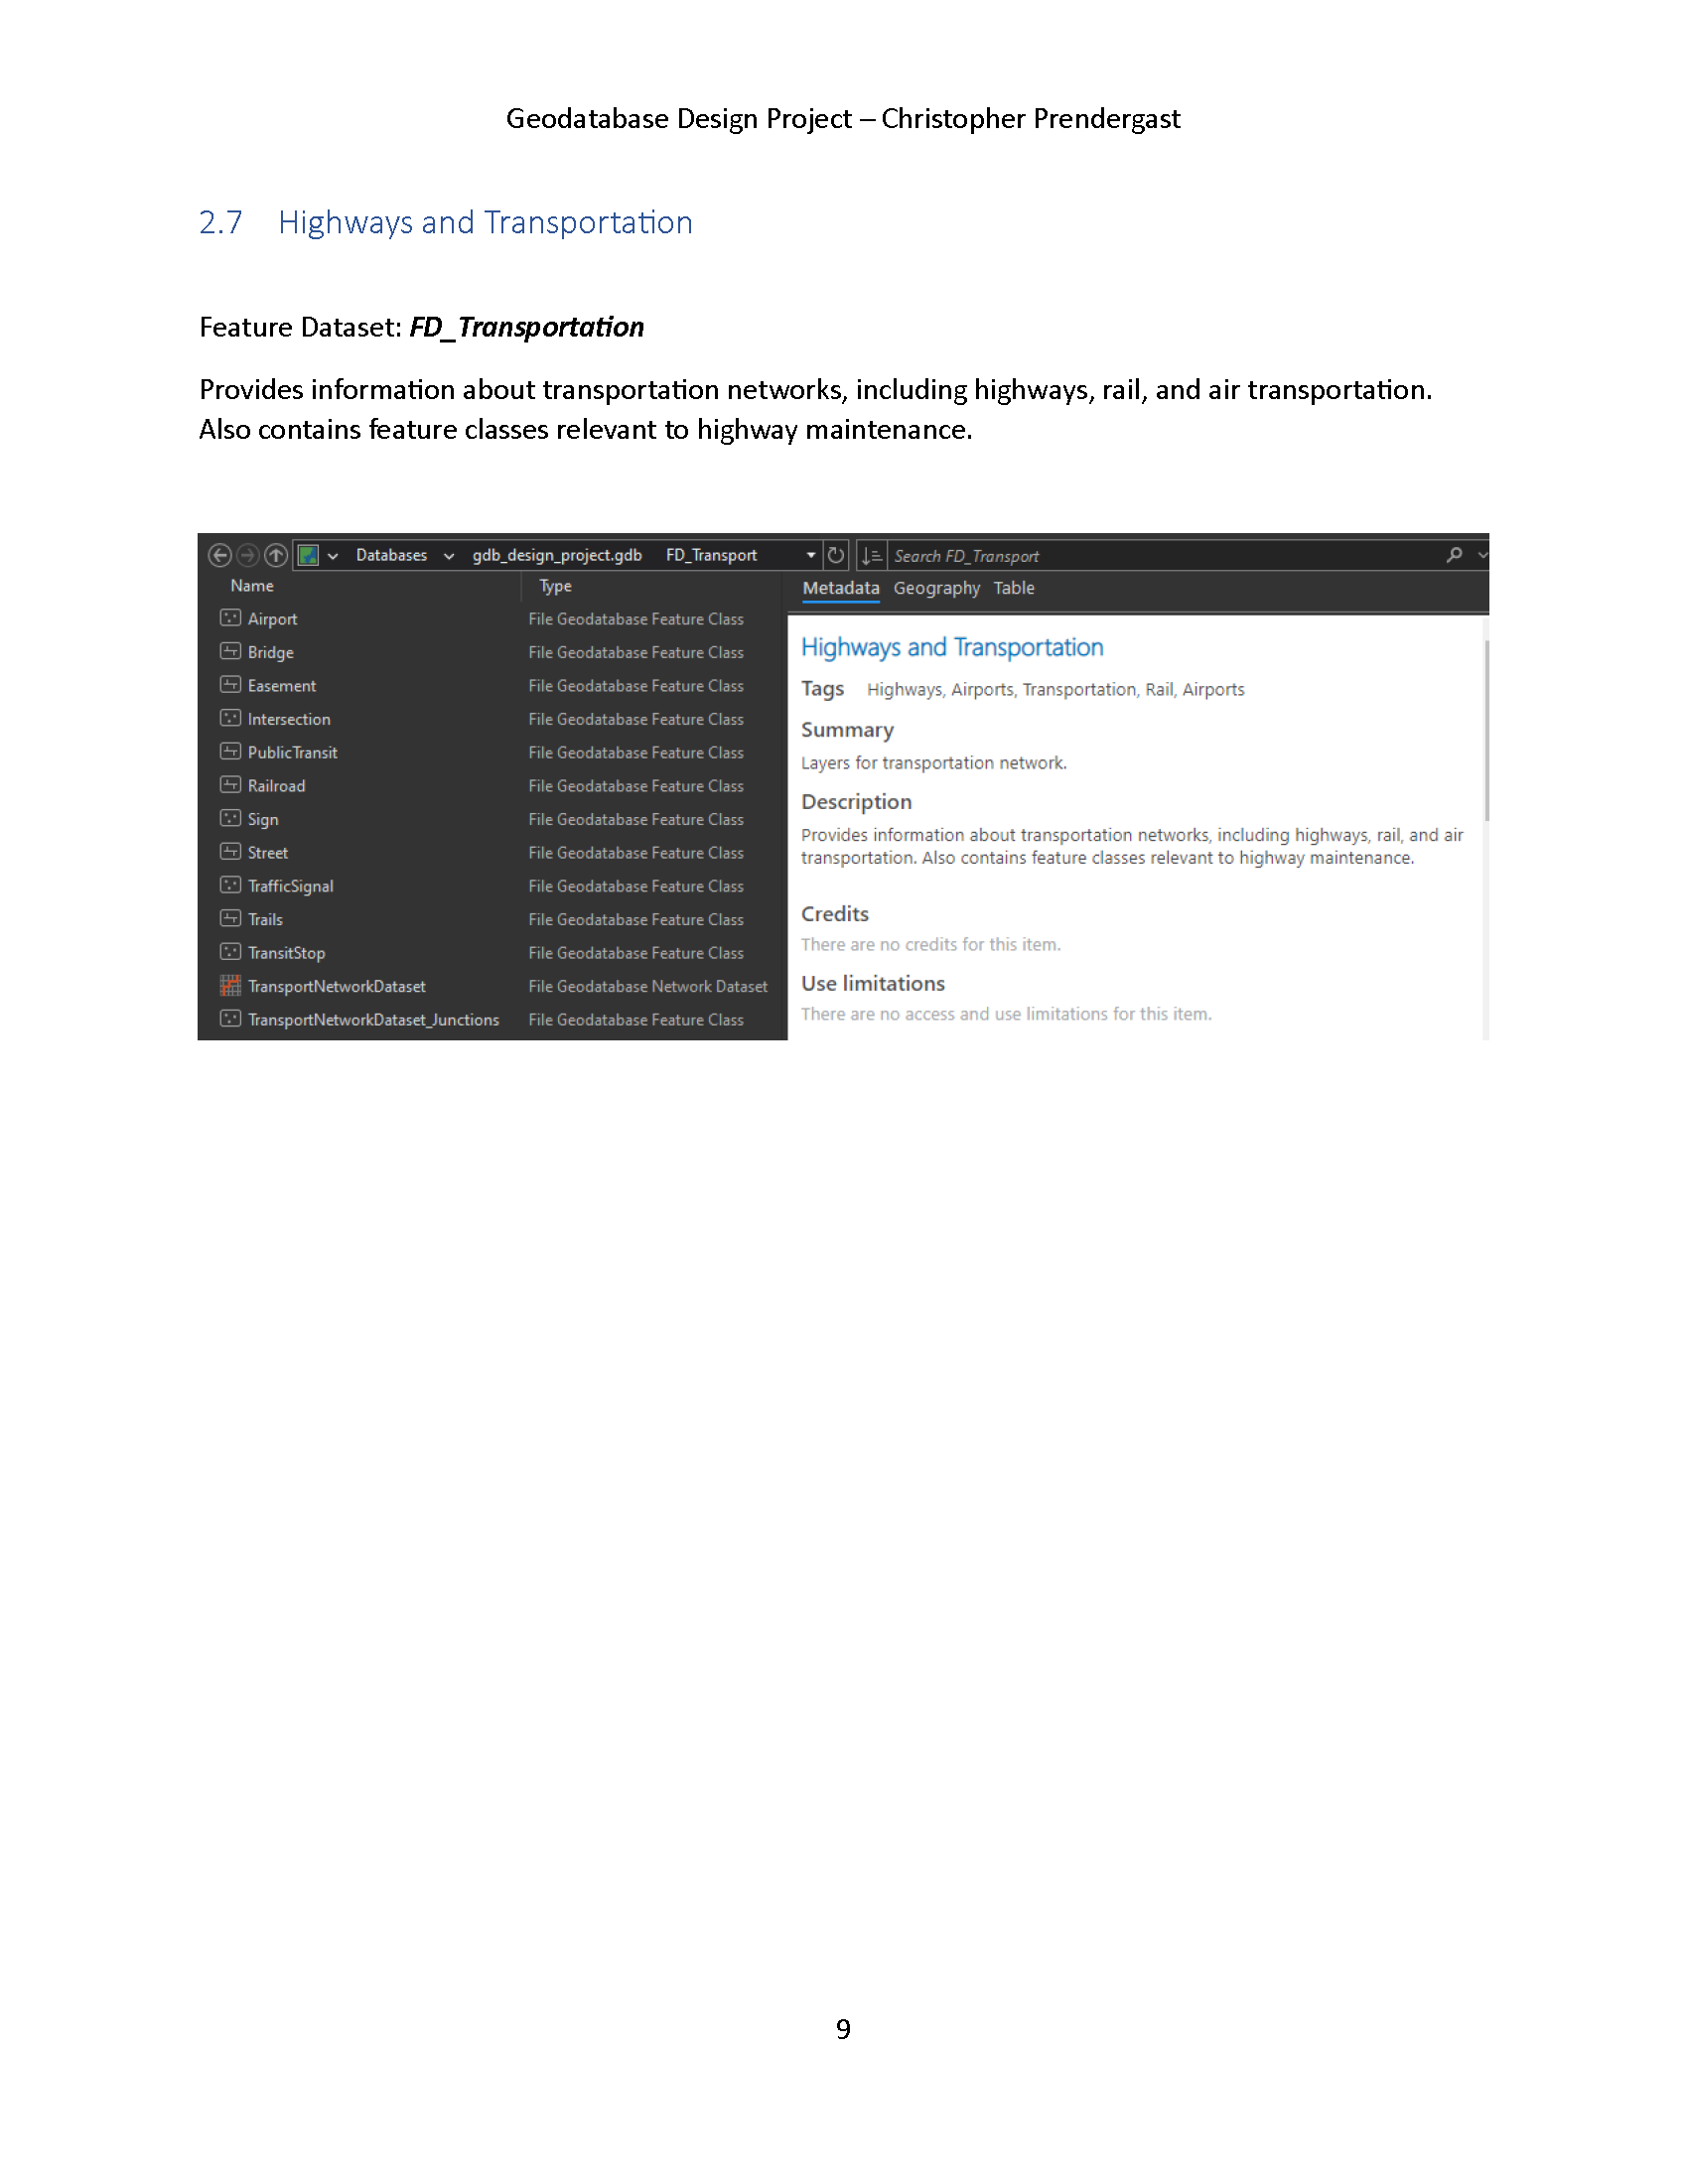 Geodatabase Design Project – Christopher Prendergast
2.7 Highways and Transportation
Feature Dataset: FD_Transportation
Provides information about transportation networks, including highways, rail, and air transportation.
Also contains feature classes relevant to highway maintenance.
Databases gdb_design_project.gdb FD_Transport Search FD_Transport
Name Type
Airport File Geodatabase Feature Class
Bridge File Geodatabase Feature Class
Easement File Geodatabase Feature Class
Intersection File Geodatabase Feature Class
PublicTransit File Geodatabase Feature Class
Railroad File Geodatabase Feature Class
Sign File Geodatabase Feature Class
Street File Geodatabase Feature Class
TrafficSignal File Geodatabase Feature Class
Trails File Geodatabase Feature Class
TransitStop File Geodatabase Feature Class
TransportNetworkDataset File Geodatabase Network Dataset
TransportNetworkDataset_Junctions File Geodatabase Feature Class
Metadata Geography Table
Highways and Transportation
Tags Highways, Airports, Transportation, Rail, Airports
Summary
Layers for transportation network.
Description
Provides information about transportation networks, including highways, rail, and air
transportation. Also contains feature classes relevant to highway maintenance.
Credits
There are no credits for this item.
Use limitations
There are no access and use limitations for this item.
9